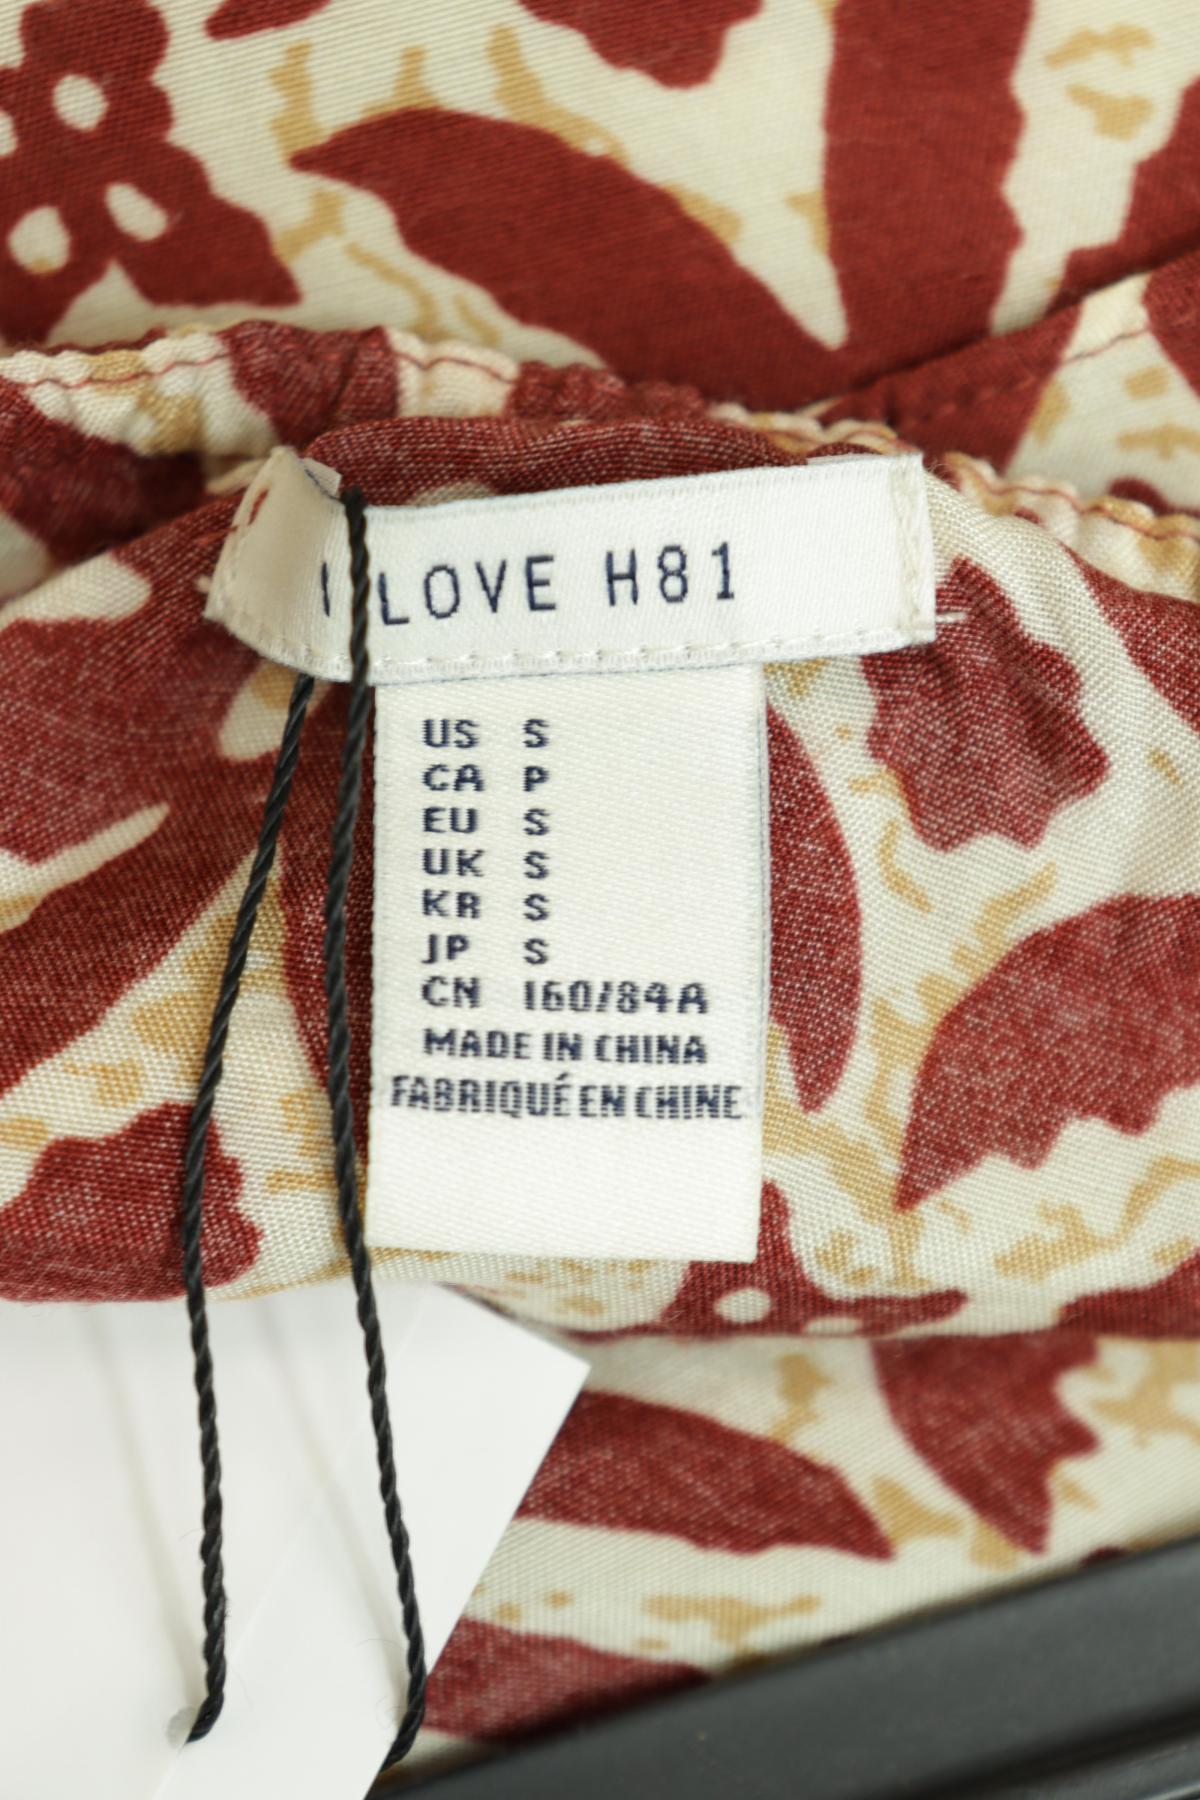 I LOVE H81
US S
CA P
EU S
UK S
KR S
JP S
CN 160/84A
MADE IN CHINA
FABRIQUÉ EN CHINE